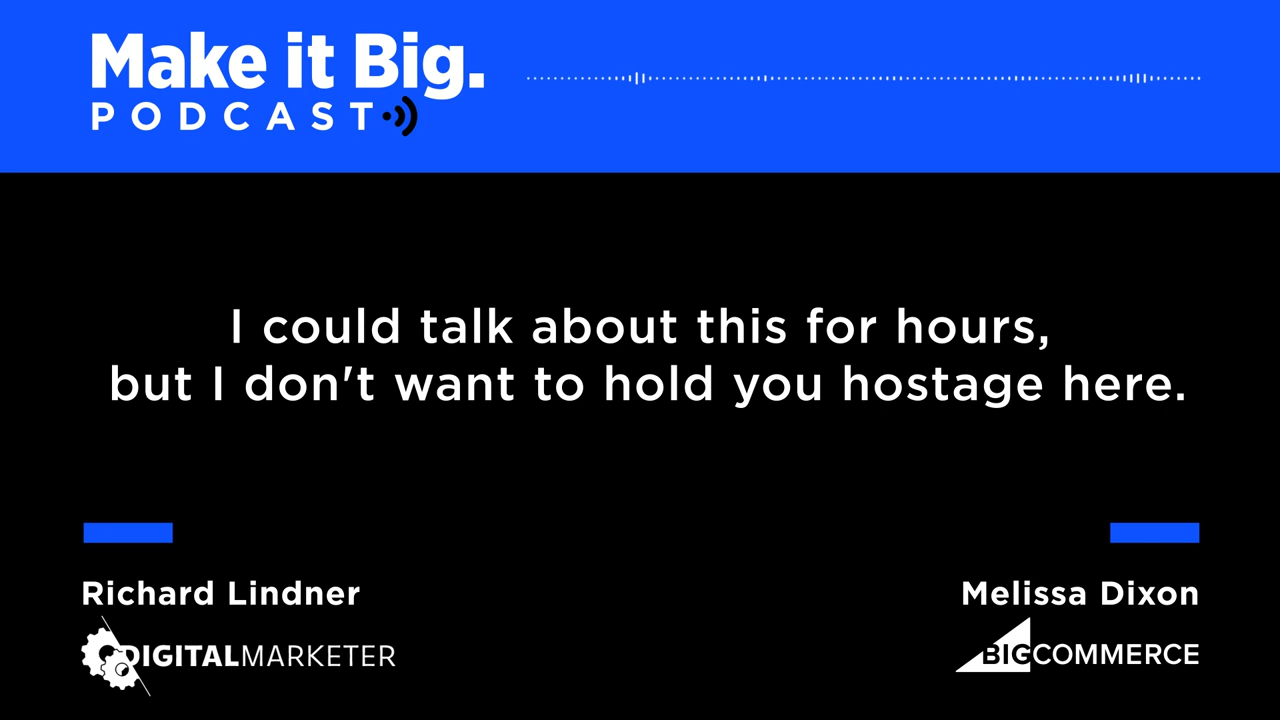 Make it Big.
PODCAST
I could talk about this for hours,
but I don't want to hold you hostage here.
Richard Lindner
Melissa Dixon
DIGITALMARKETER
BIGCOMMERCE